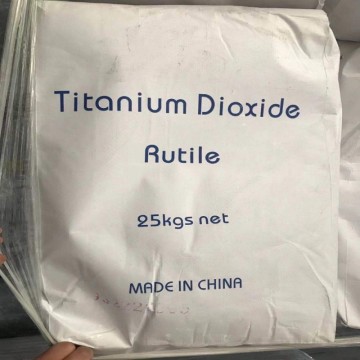 Titanium Dioxide
Rutile
25kgs net
MADE IN CHINA